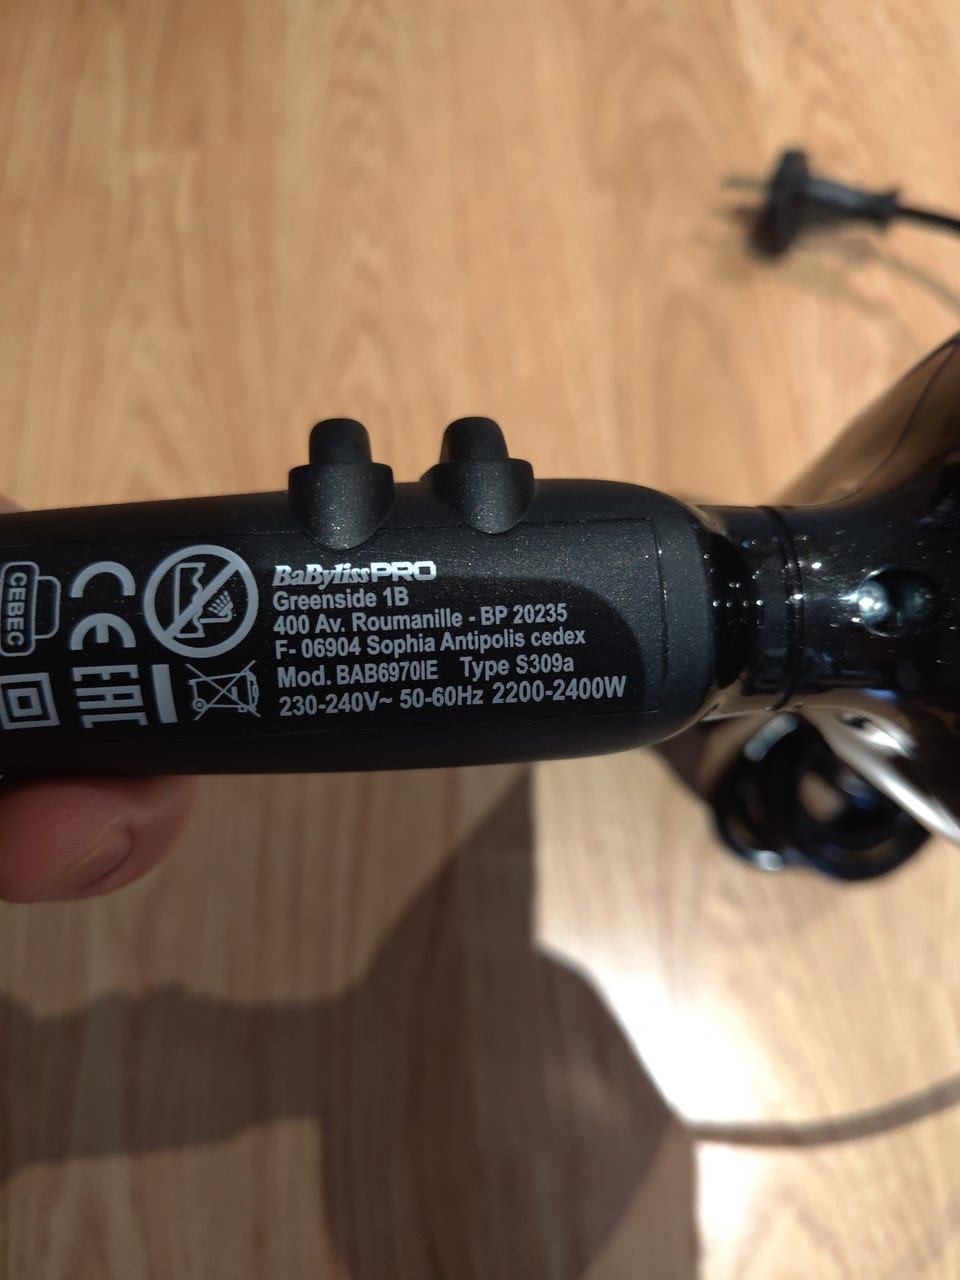 CEBEC
CE
EAC
BaBylissPRO
Greenside 1B
400 Av. Roumanille - BP 20235
F- 06904 Sophia Antipolis cedex
Mod. BAB6970IE Type S309a
230-240V~ 50-60Hz 2200-2400W